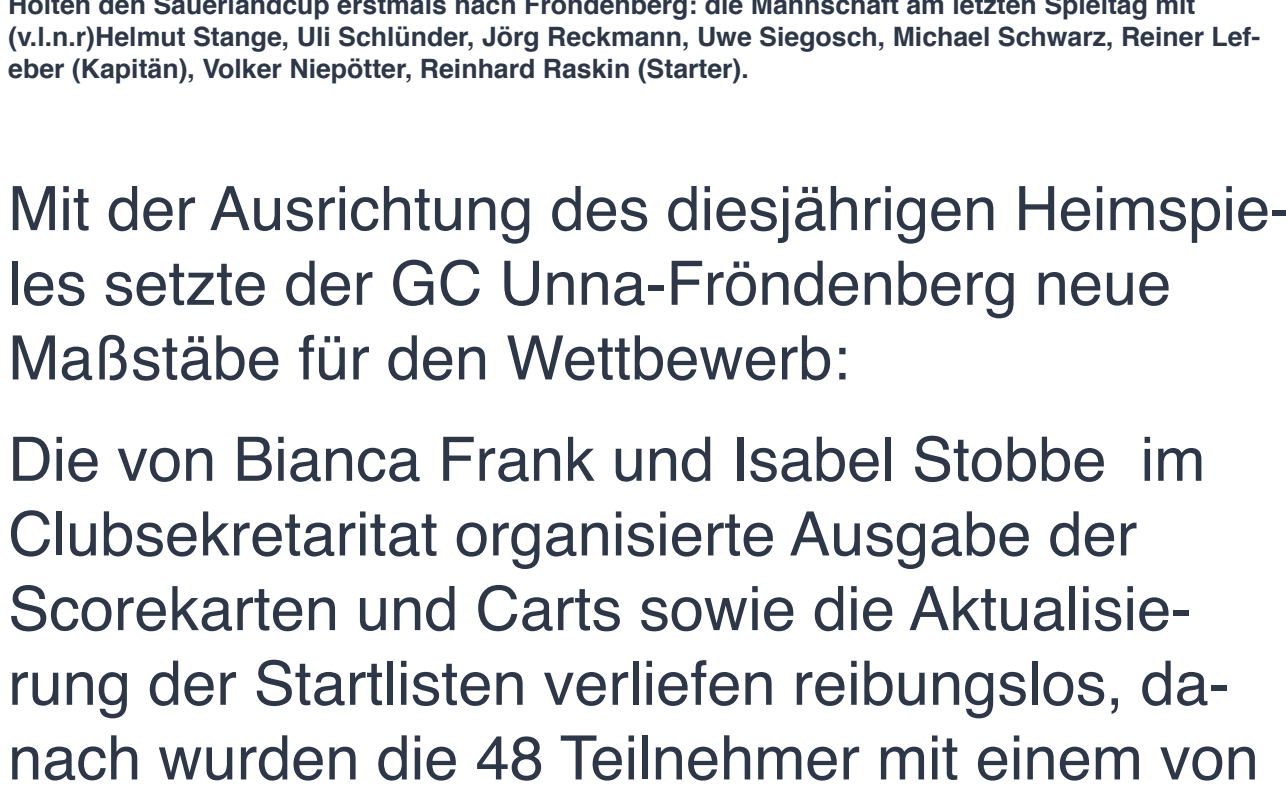 Holten den Sauerlandcup erstmals nach Fröndenberg: die Mannschaft am letzten Spieltag mit
(v.l.n.r)Helmut Stange, Uli Schlünder, Jörg Reckmann, Uwe Siegosch, Michael Schwarz, Reiner Lef-
eber (Kapitän), Volker Niepötter, Reinhard Raskin (Starter).
Mit der Ausrichtung des diesjährigen Heimspie-
les setzte der GC Unna-Fröndenberg neue
Maßstäbe für den Wettbewerb:
Die von Bianca Frank und Isabel Stobbe  im
Clubsekretaritat organisierte Ausgabe der
Scorekarten und Carts sowie die Aktualisie-
rung der Startlisten verliefen reibungslos, da-
nach wurden die 48 Teilnehmer mit einem von